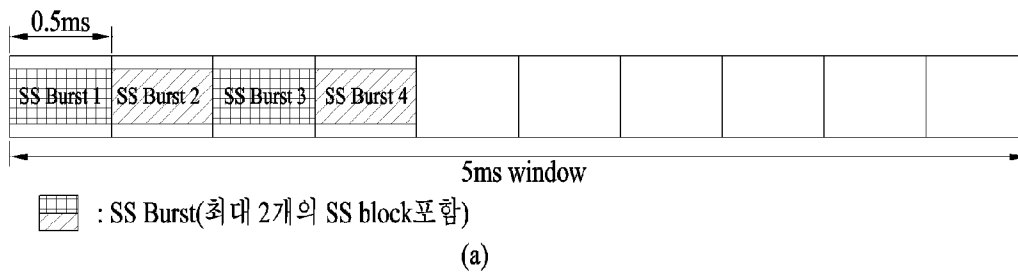 0.5ms
SS Burst 1 SS Burst 2 SS Burst 3 SS Burst 4
5ms window
: SS Burst(최대 2개의 SS block포함)
(a)